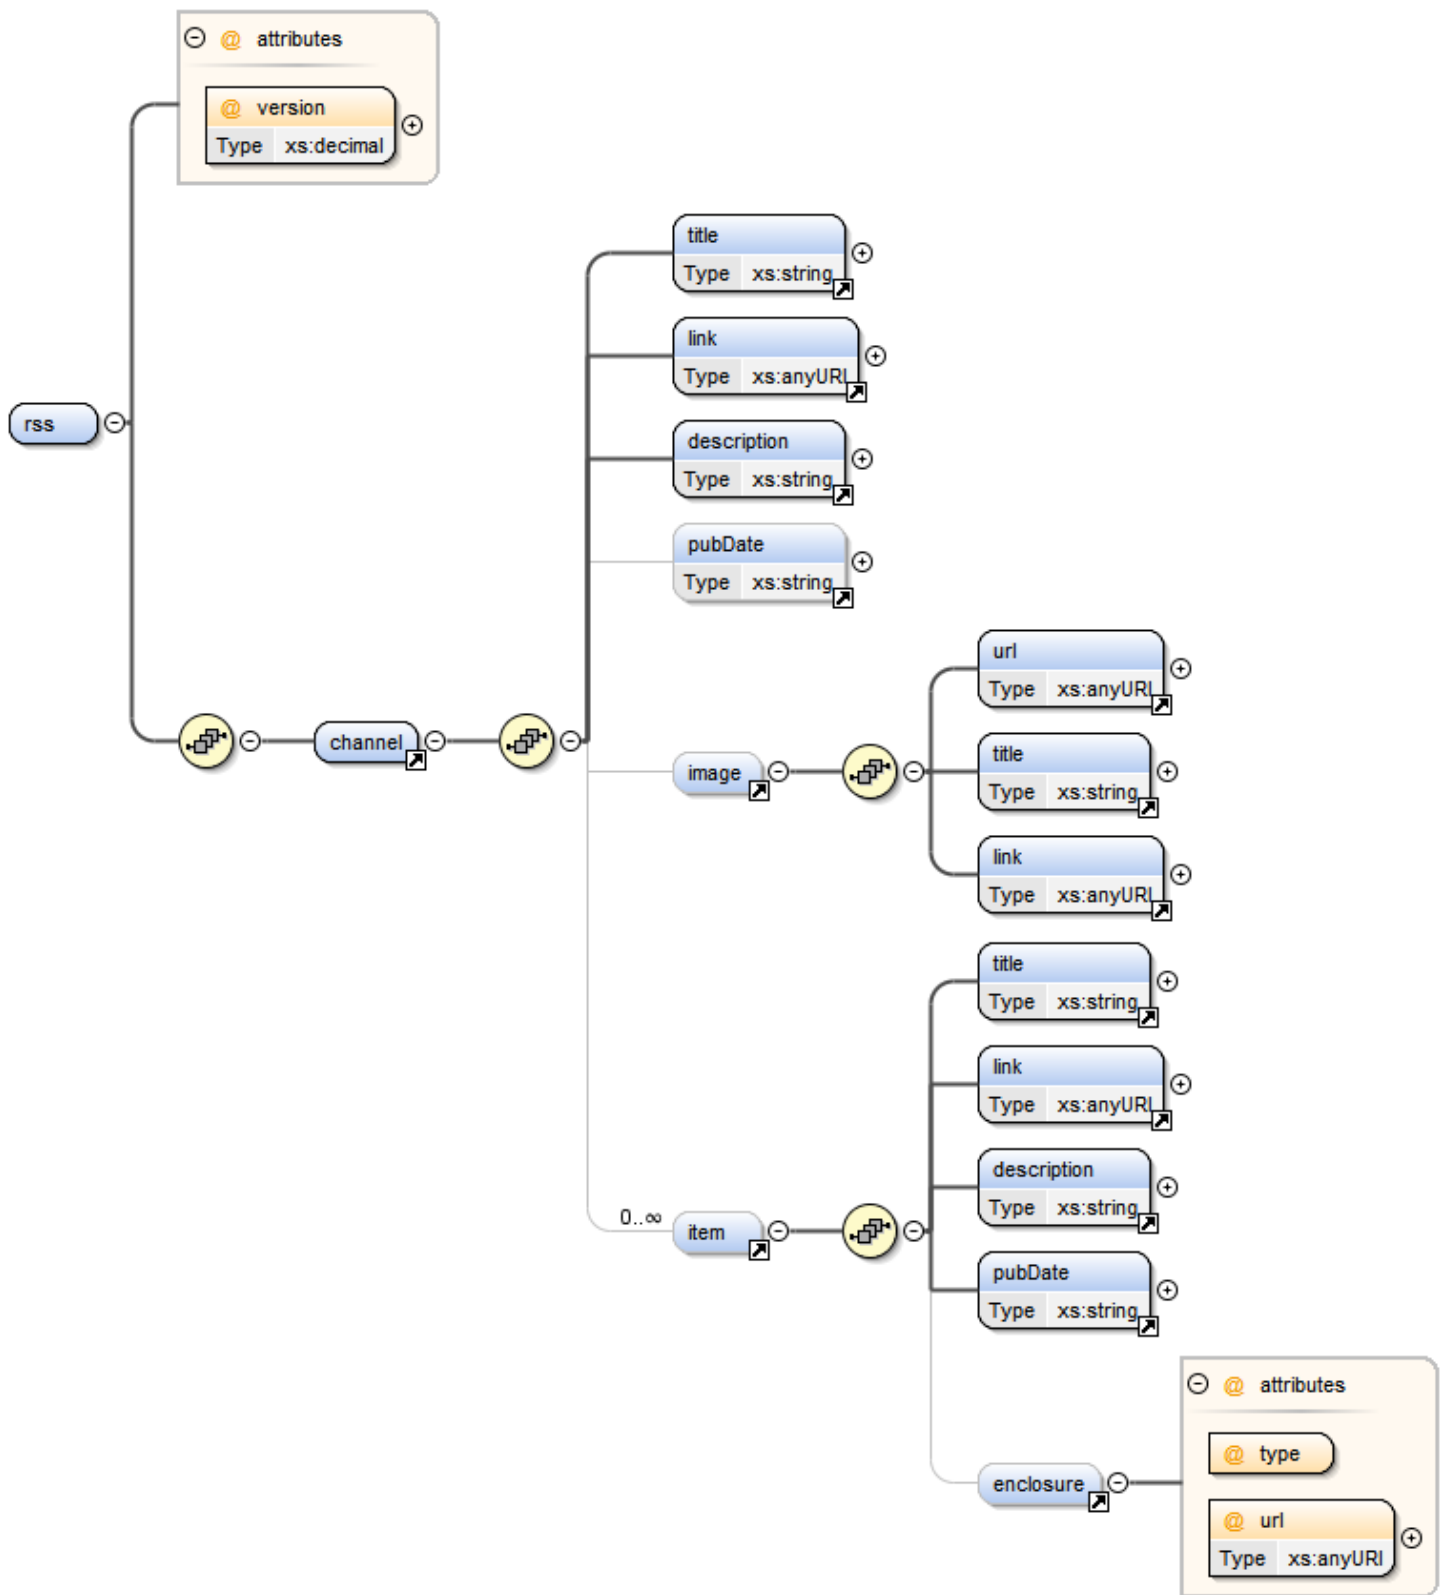 @ attributes
@ version
Type xs:decimal
title
Type xs:string
link
Type xs:anyURI
rss
description
Type xs:string
pubDate
Type xs:string
url
Type xs:anyURI
channel
image
title
Type xs:string
link
Type xs:anyURI
title
Type xs:string
link
Type xs:anyURI
description
Type xs:string
0..∞
item
pubDate
Type xs:string
@ attributes
@ type
enclosure
@ url
Type xs:anyURI